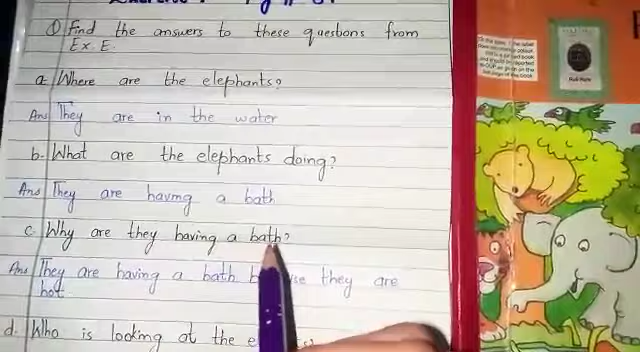 ① Find the answers to these questions from
Ex. E.
a. Where are the elephants?
Ans They are in the water
b. What are the elephants doing?
Ans They are having a bath
c. Why are they having a bath?
Ans They are having a bath they are
hot.
d. Who is looking at the